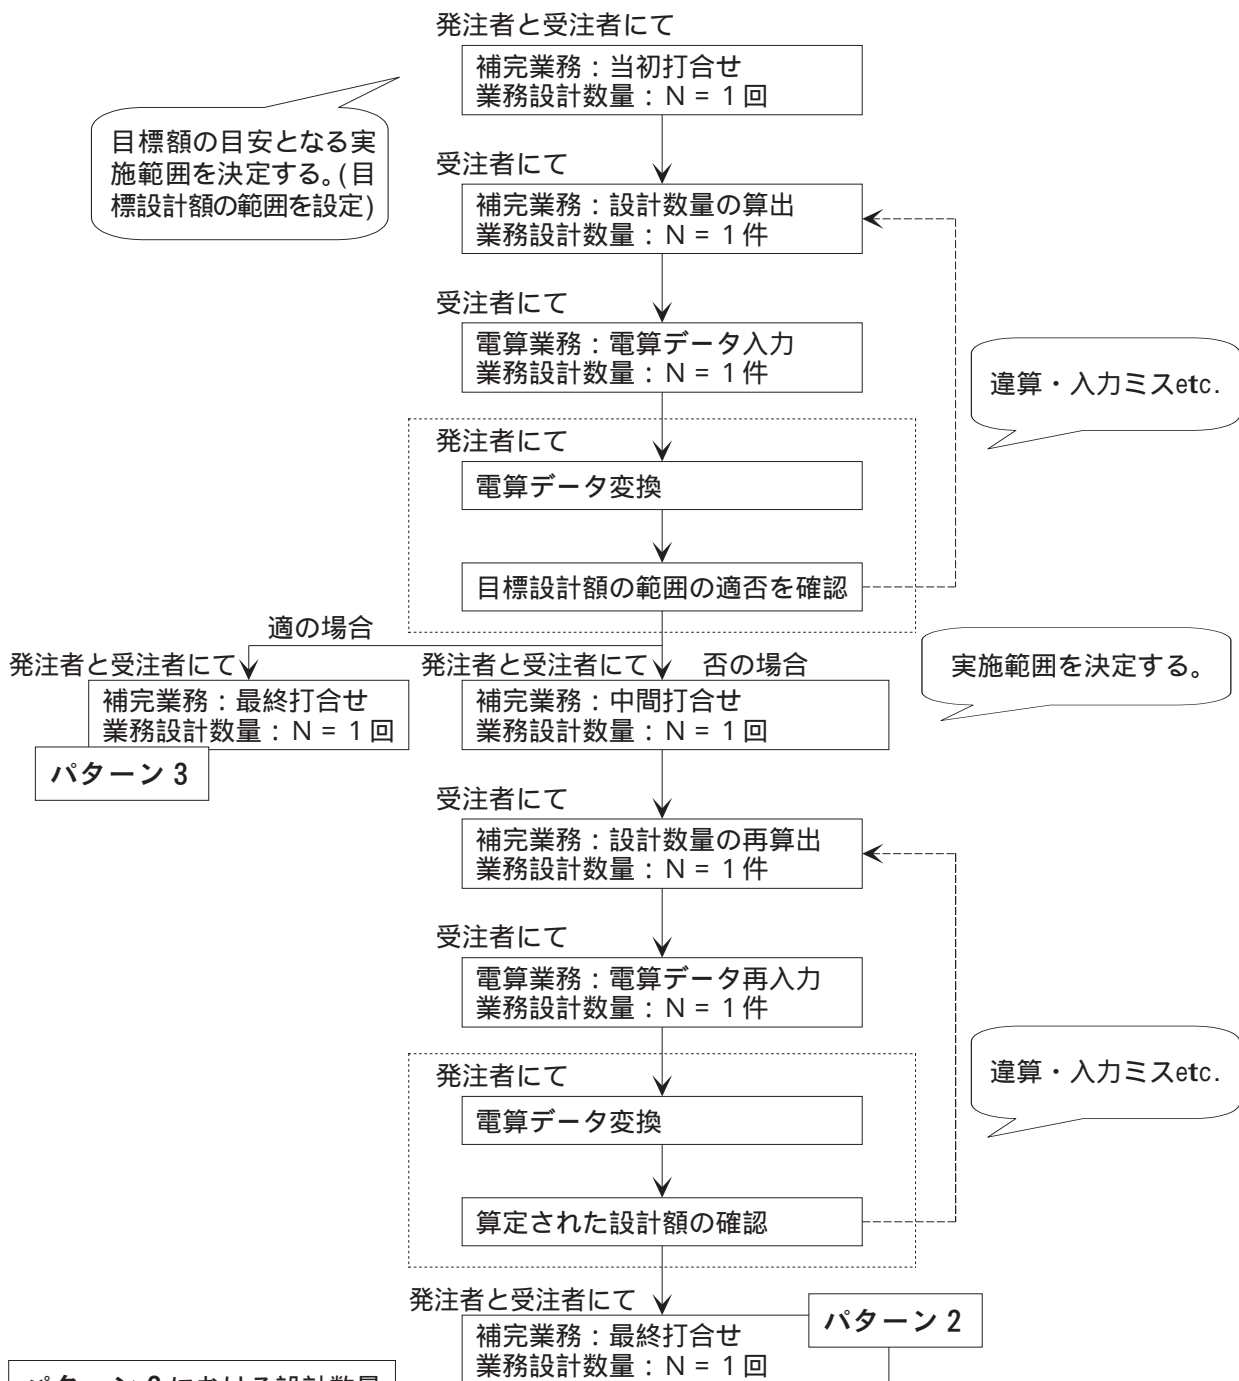 発注者と受注者にて
補完業務：当初打合せ
業務設計数量：Ｎ＝１回
目標額の目安となる実
施範囲を決定する。(目
標設計額の範囲を設定)
受注者にて
補完業務：設計数量の算出
業務設計数量：Ｎ＝１件
受注者にて
電算業務：電算データ入力
業務設計数量：Ｎ＝１件
違算・入力ミスetc.
発注者にて
電算データ変換
目標設計額の範囲の適否を確認
適の場合
発注者と受注者にて
発注者と受注者にて
否の場合
実施範囲を決定する。
補完業務：最終打合せ
業務設計数量：Ｎ＝１回
補完業務：中間打合せ
業務設計数量：Ｎ＝１回
パターン３
受注者にて
補完業務：設計数量の再算出
業務設計数量：Ｎ＝１件
受注者にて
電算業務：電算データ再入力
業務設計数量：Ｎ＝１件
違算・入力ミスetc.
発注者にて
電算データ変換
算定された設計額の確認
発注者と受注者にて
パターン２
補完業務：最終打合せ
業務設計数量：Ｎ＝１回